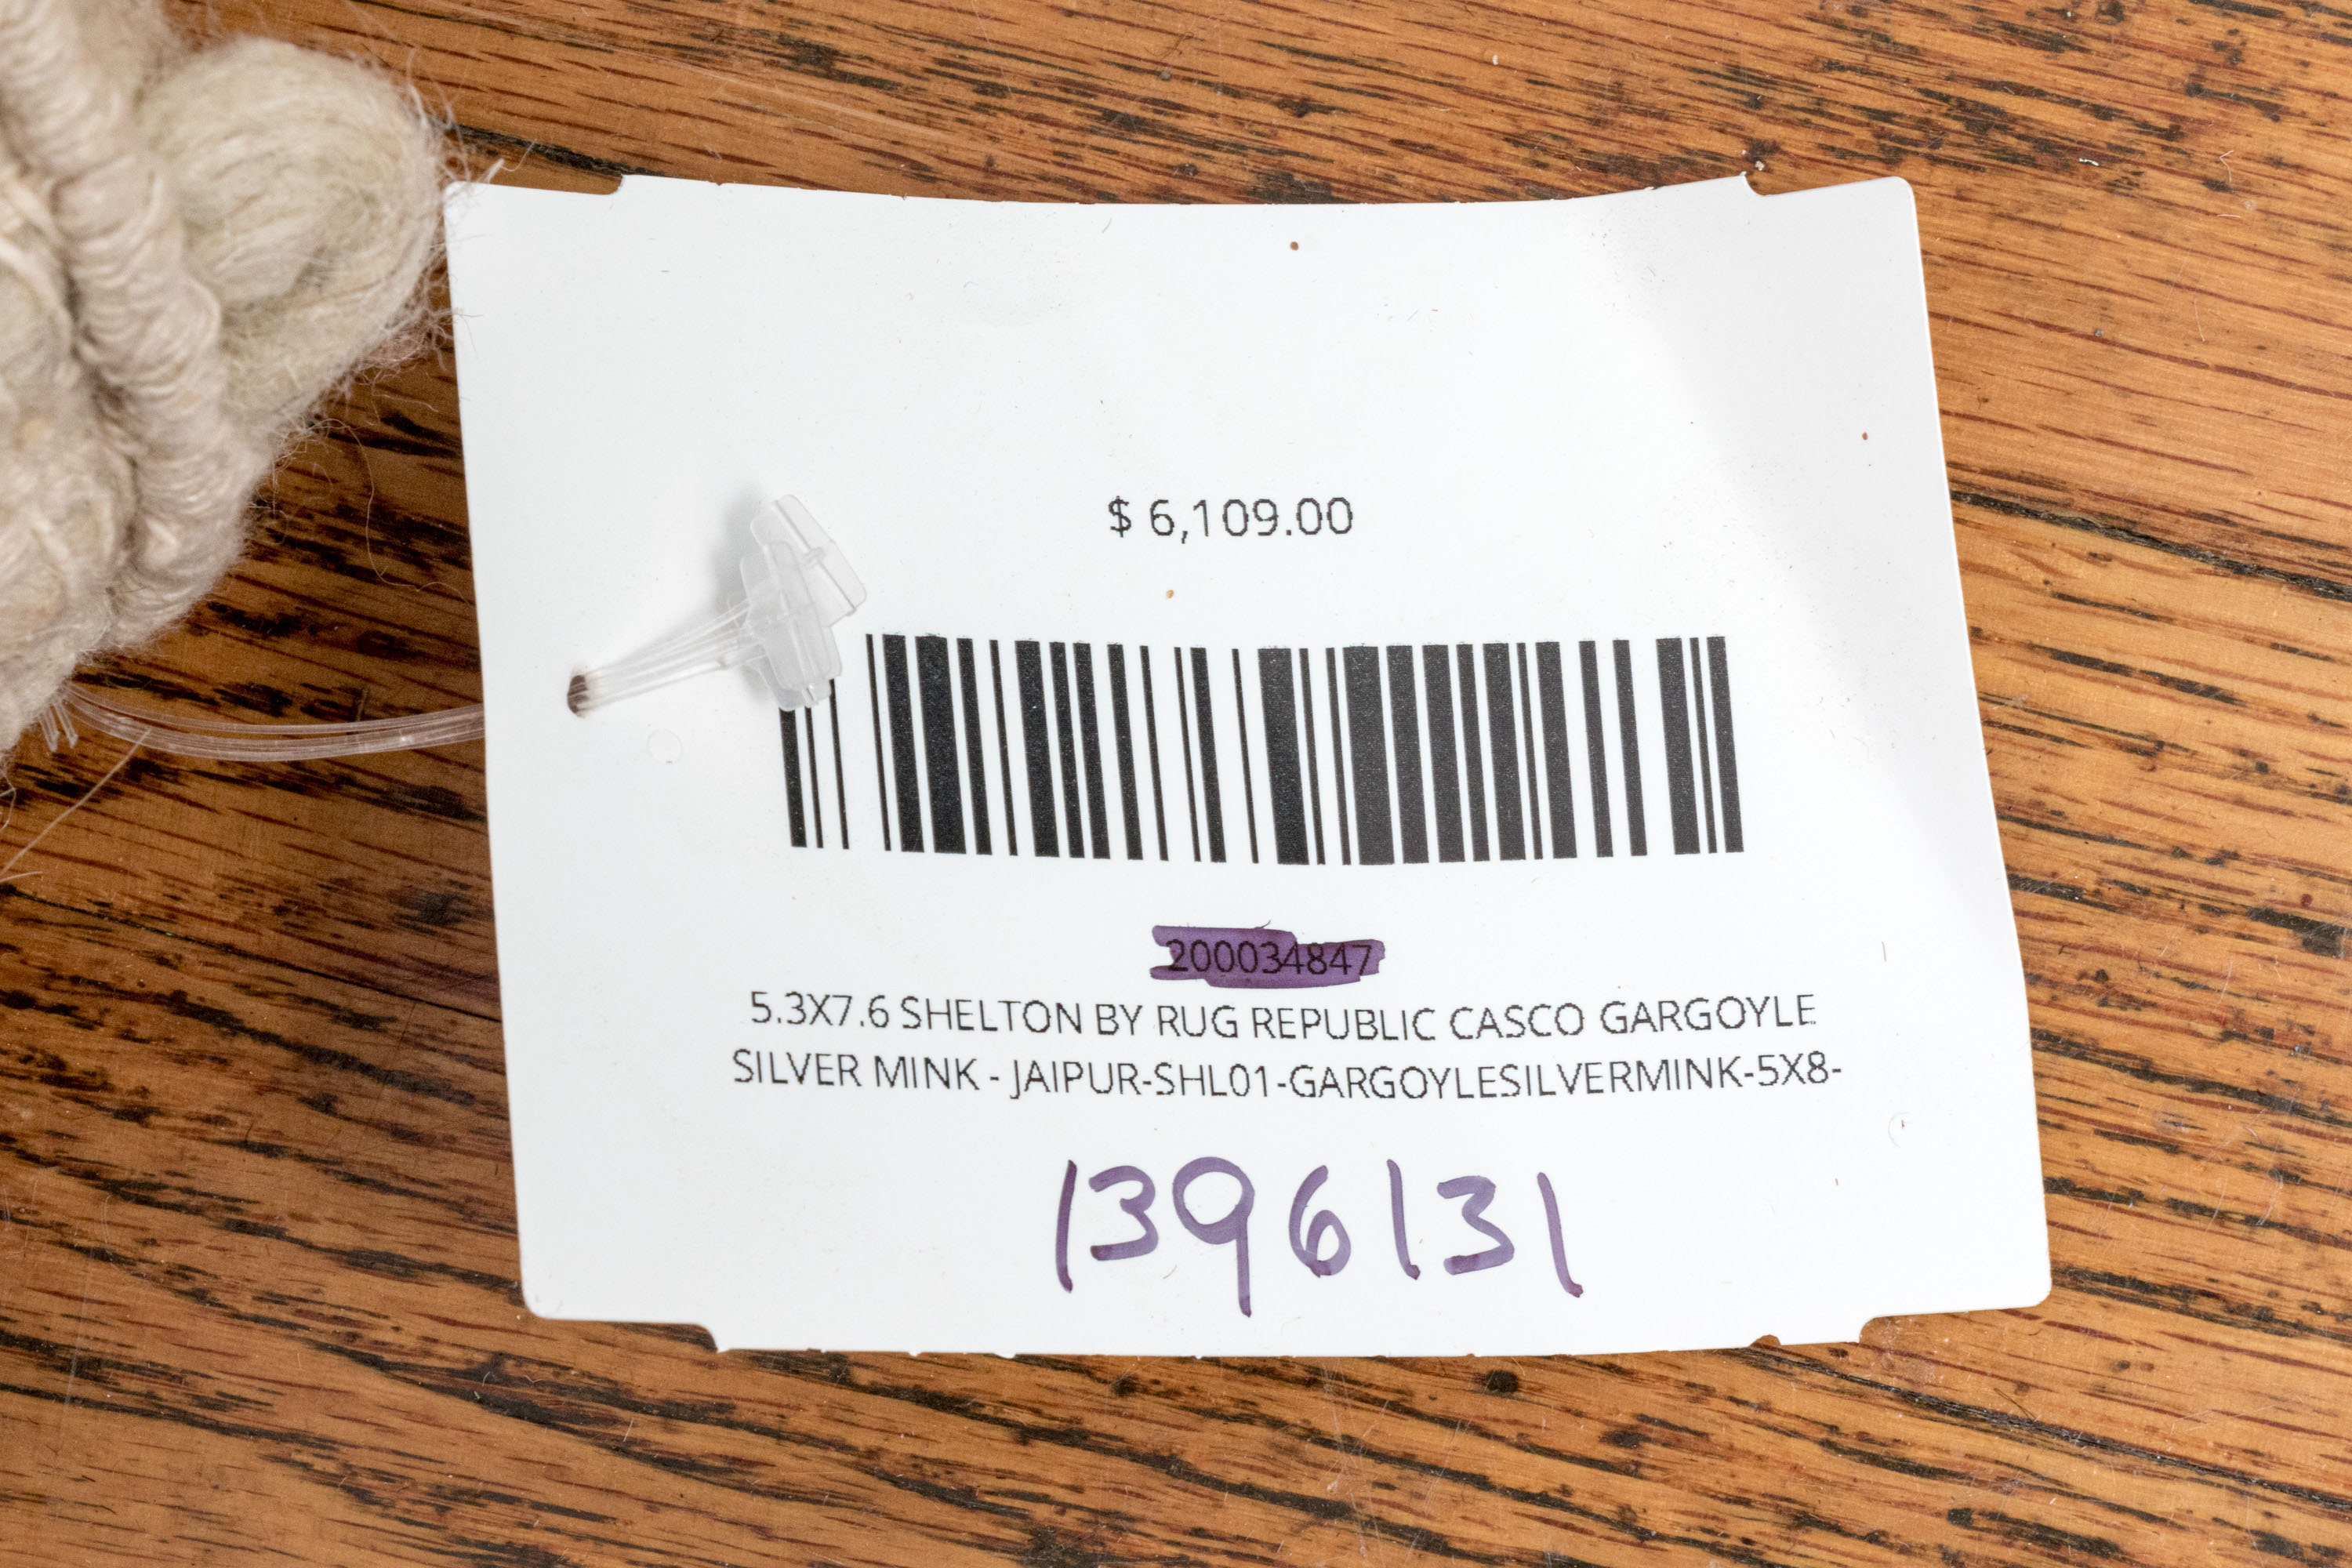 $ 6,109.00
200034847
5.3X7.6 SHELTON BY RUG REPUBLIC CASCO GARGOYLE
SILVER MINK - JAIPUR-SHL01-GARGOYLESILVERMINK-5X8-
1396131